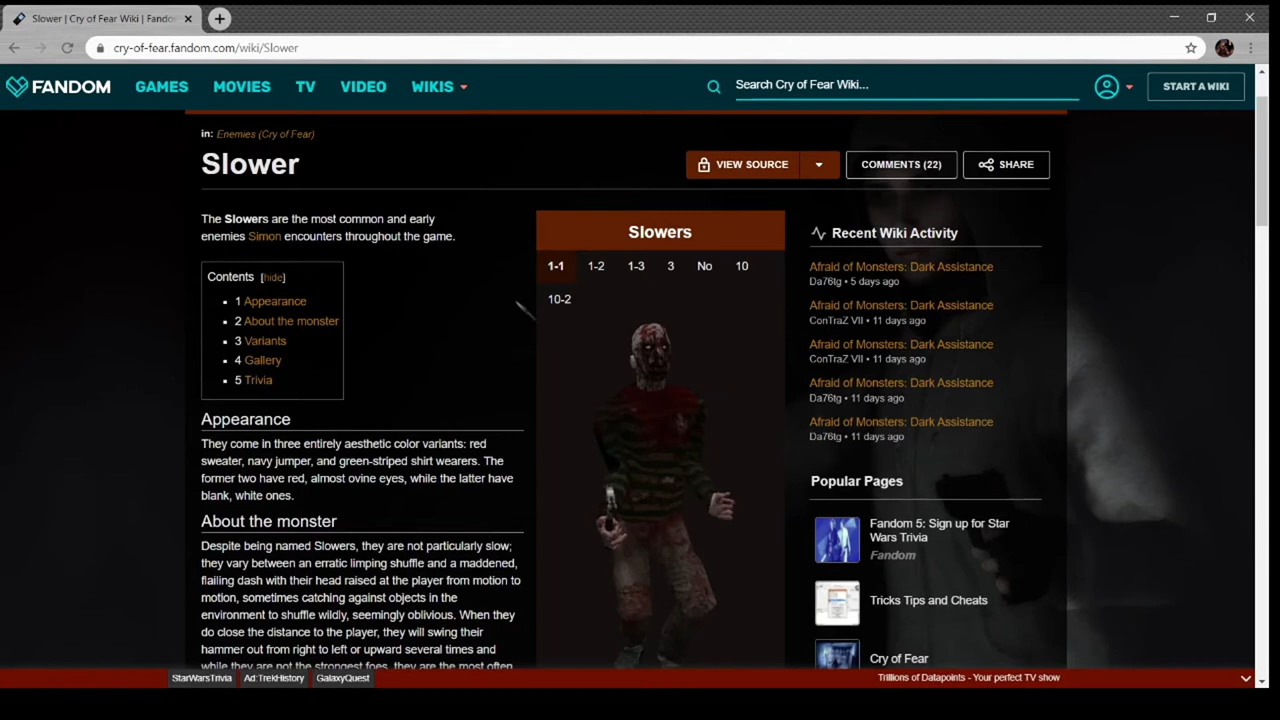 Slower | Cry of Fear Wiki | Fando
cry-of-fear.fandom.com/wiki/Slower
FANDOM
GAMES
MOVIES
TV
VIDEO
WIKIS
Search Cry of Fear Wiki...
START A WIKI
in: Enemies (Cry of Fear)
Slower
VIEW SOURCE
COMMENTS (22)
SHARE
The Slowers are the most common and early
enemies Simon encounters throughout the game.
Contents [hide]
1 Appearance
2 About the monster
3 Variants
4 Gallery
5 Trivia
Appearance
They come in three entirely aesthetic color variants: red
sweater, navy jumper, and green-striped shirt wearers. The
former two have red, almost ovine eyes, while the latter have
blank, white ones.
About the monster
Despite being named Slowers, they are not particularly slow;
they vary between an erratic limping shuffle and a maddened,
flailing dash with their head raised at the player from motion to
motion, sometimes catching against objects in the
environment to shuffle wildly, seemingly oblivious. When they
do close the distance to the player, they will swing their
hammer out from right to left or upward several times and
while they are not the strongest foes, they are the most often
Slowers
1-1 1-2 1-3 3 No 10
10-2
Recent Wiki Activity
Afraid of Monsters: Dark Assistance
Da76tg • 5 days ago
Afraid of Monsters: Dark Assistance
ConTraZ VII • 11 days ago
Afraid of Monsters: Dark Assistance
ConTraZ VII • 11 days ago
Afraid of Monsters: Dark Assistance
Da76tg • 11 days ago
Afraid of Monsters: Dark Assistance
Da76tg • 11 days ago
Popular Pages
Fandom 5: Sign up for Star
Wars Trivia
Fandom
Tricks Tips and Cheats
Cry of Fear
StarWarsTrivia
Ad:TrekHistory
GalaxyQuest
Trillions of Datapoints - Your perfect TV show